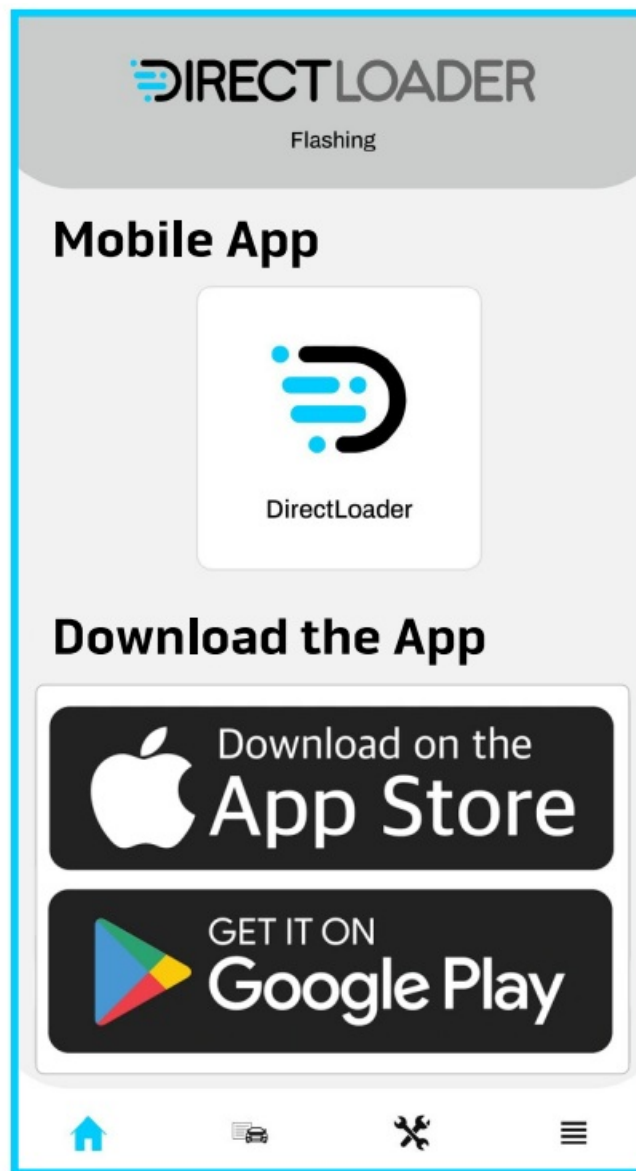 DIRECTLOADER
Flashing
Mobile App
DirectLoader
Download the App
Download on the
App Store
GET IT ON
Google Play